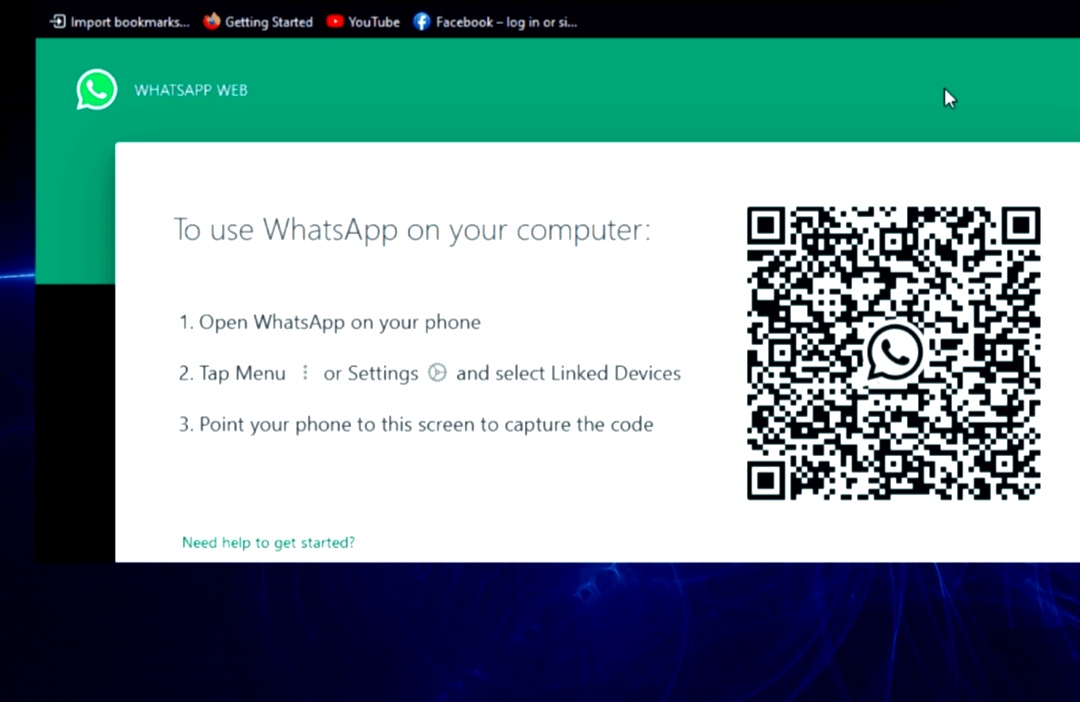 Import bookmarks... Getting Started YouTube Facebook – log in or si...
WHATSAPP WEB
To use WhatsApp on your computer:
1. Open WhatsApp on your phone
2. Tap Menu or Settings and select Linked Devices
3. Point your phone to this screen to capture the code
Need help to get started?